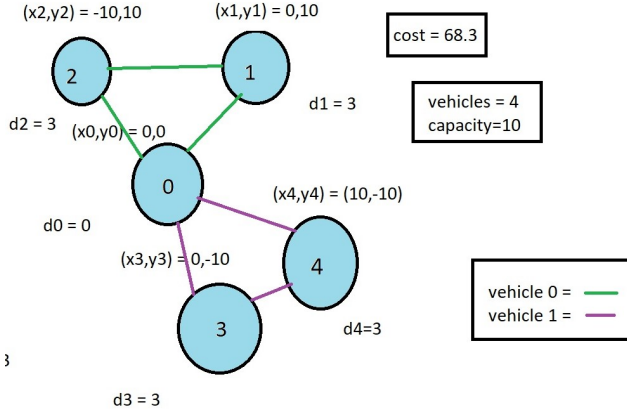 (x2,y2) = -10,10
(x1,y1) = 0,10
cost = 68.3
2
1
vehicles = 4
capacity=10
d1 = 3
d2 = 3
(x0,y0) = 0,0
0
(x4,y4) = (10,-10)
d0 = 0
(x3,y3) = 0,-10
4
vehicle 0 =
vehicle 1 =
3
d4=3
3
d3 = 3